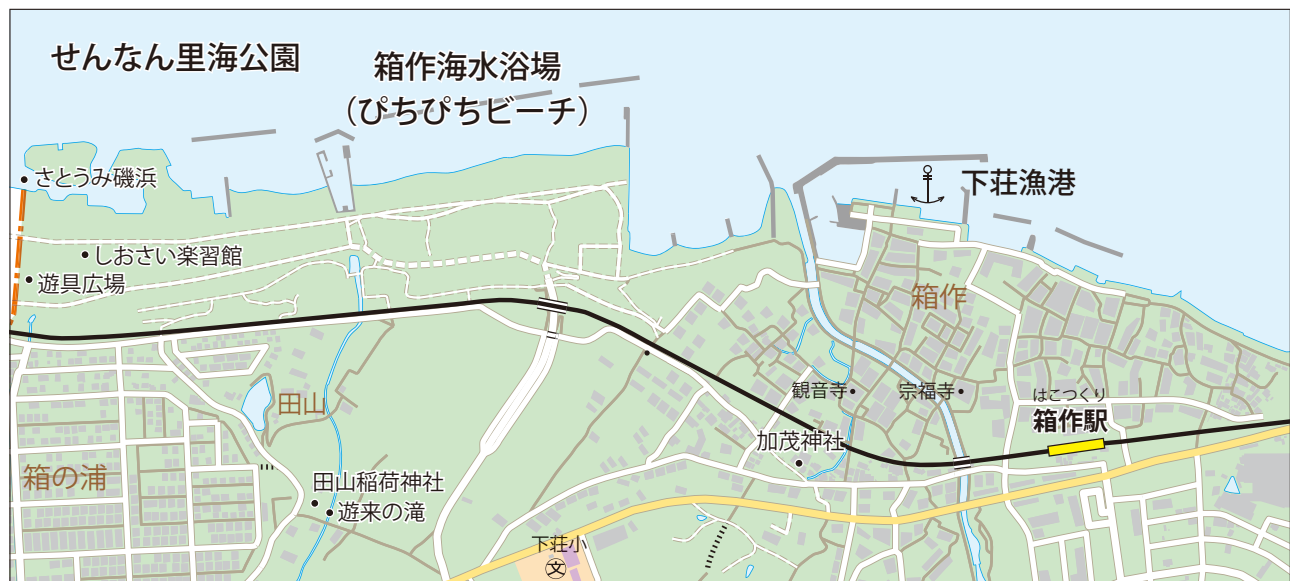 せんなん里海公園
箱作海水浴場
（ぴちぴちビーチ）
さとうみ磯浜
下荘漁港
しおさい楽習館
遊具広場
箱作
観音寺
宗福寺
はこつくり
箱作駅
田山
加茂神社
箱の浦
田山稲荷神社
遊来の滝
下荘小
文